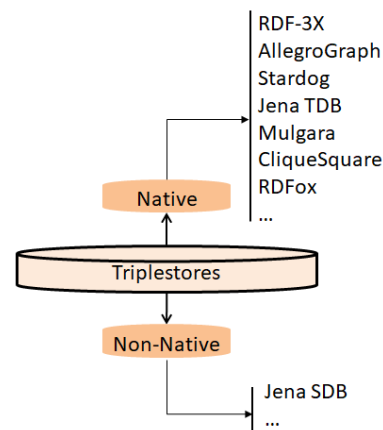 RDF-3X
AllegroGraph
Stardog
Jena TDB
Mulgara
CliqueSquare
RDFox
...
Native
Triplestores
Non-Native
Jena SDB
...